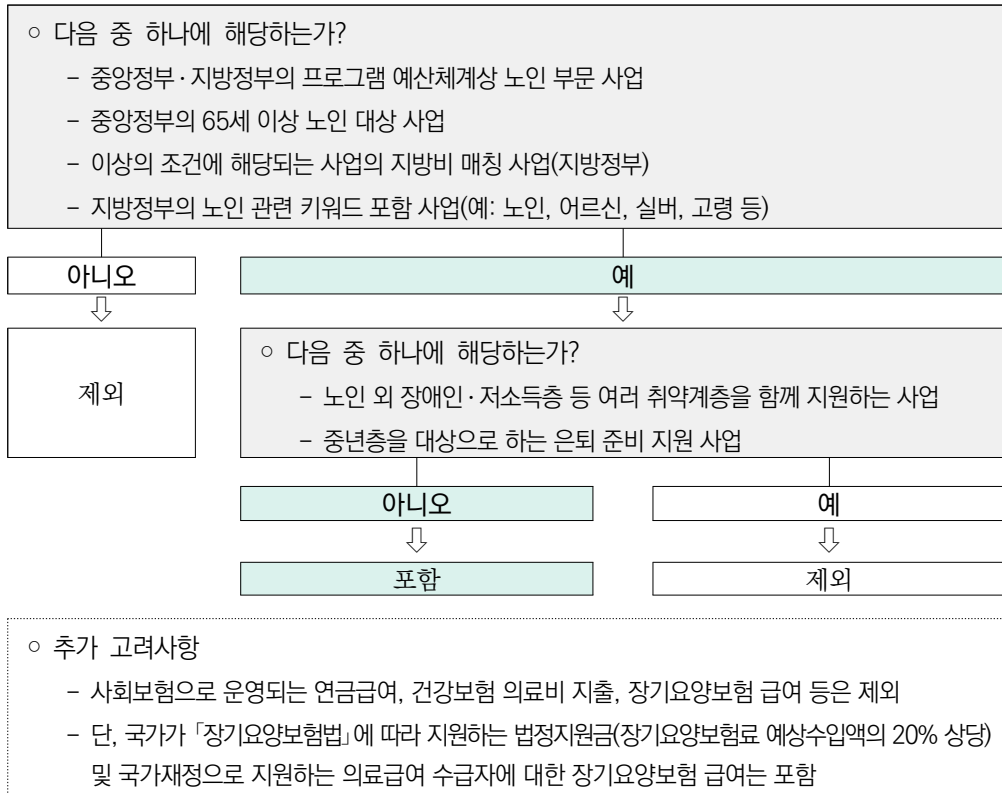 ○ 다음 중 하나에 해당하는가?
- 중앙정부·지방정부의 프로그램 예산체계상 노인 부문 사업
- 중앙정부의 65세 이상 노인 대상 사업
- 이상의 조건에 해당되는 사업의 지방비 매칭 사업(지방정부)
- 지방정부의 노인 관련 키워드 포함 사업(예: 노인, 어르신, 실버, 고령 등)
아니오
예
제외
○ 다음 중 하나에 해당하는가?
- 노인 외 장애인·저소득층 등 여러 취약계층을 함께 지원하는 사업
- 중년층을 대상으로 하는 은퇴 준비 지원 사업
아니오
예
포함
제외
○ 추가 고려사항
- 사회보험으로 운영되는 연금급여, 건강보험 의료비 지출, 장기요양보험 급여 등은 제외
- 단, 국가가 「장기요양보험법」에 따라 지원하는 법정지원금(장기요양보험료 예상수입액의 20% 상당)
및 국가재정으로 지원하는 의료급여 수급자에 대한 장기요양보험 급여는 포함